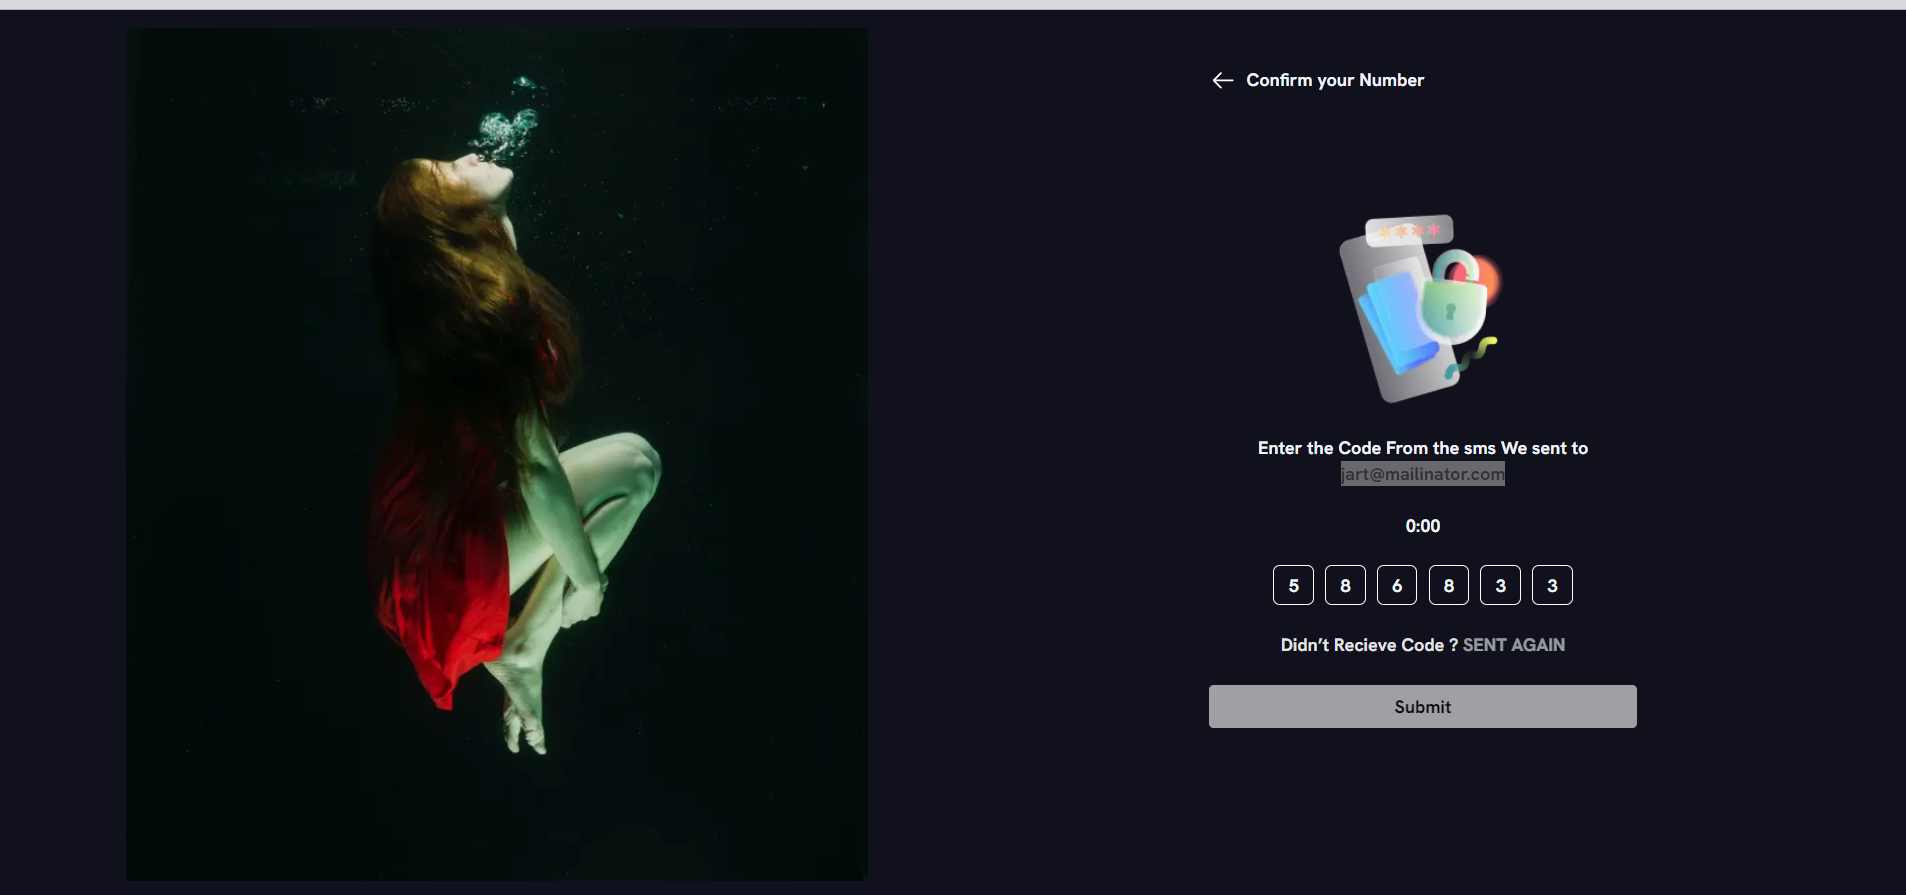 Confirm your Number
****
Enter the Code From the sms We sent to
jart@mailinator.com
0:00
5 8 6 8 3 3
Didn’t Recieve Code ? SENT AGAIN
Submit